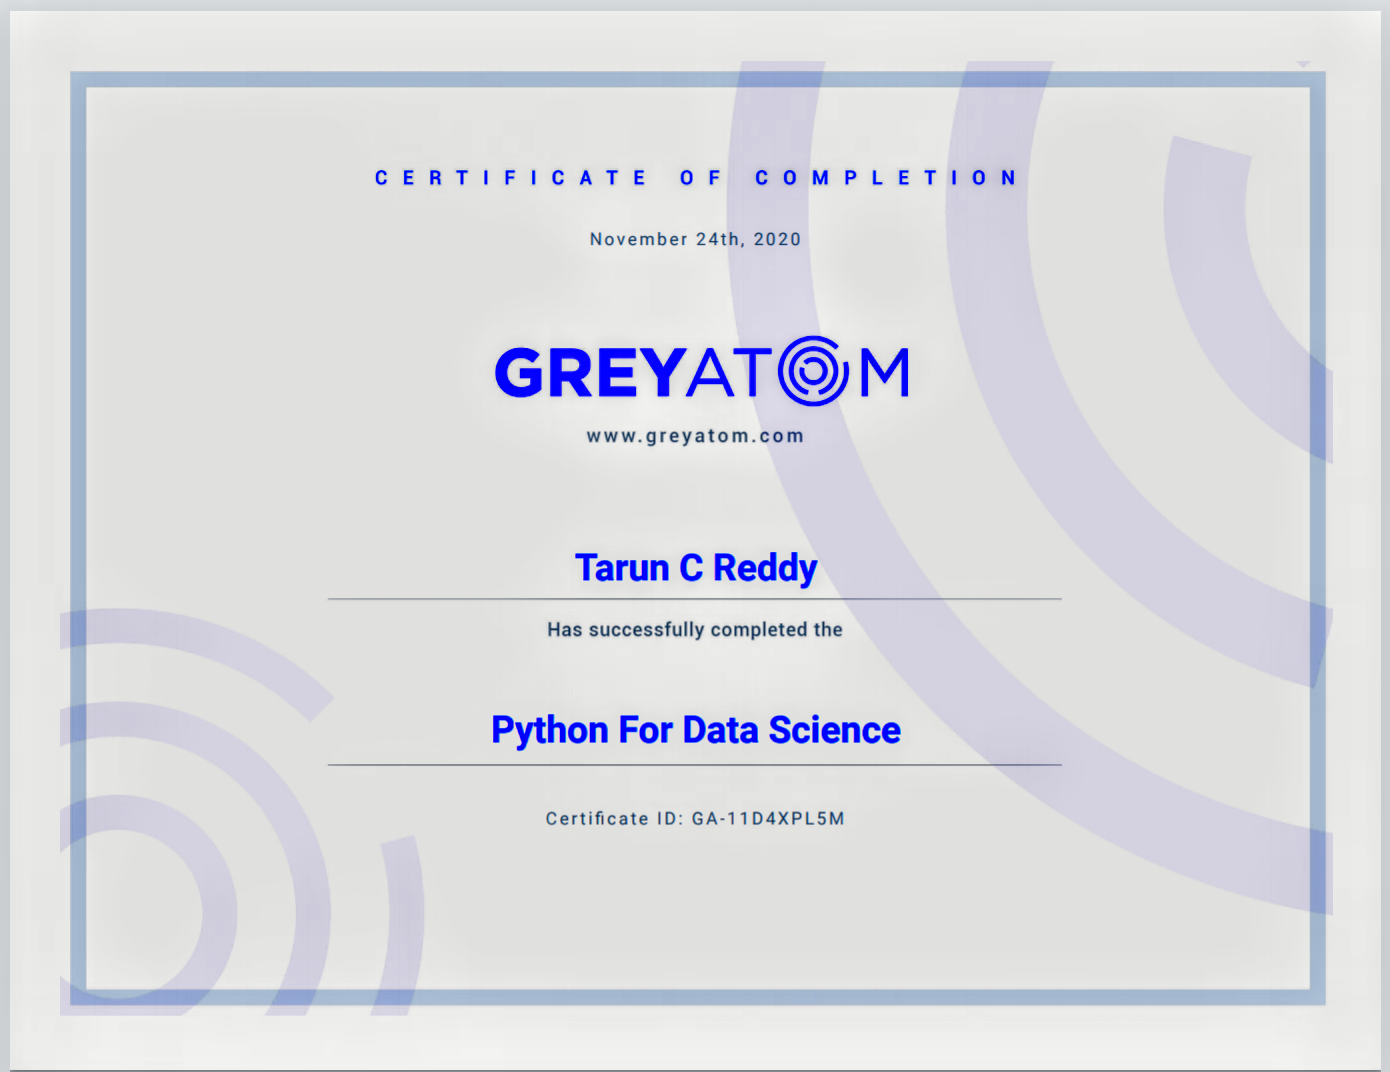 CERTIFICATE OF COMPLETION
November 24th, 2020
GREYATOM
www.greyatom.com
Tarun C Reddy
Has successfully completed the
Python For Data Science
Certificate ID: GA-11D4XPL5M